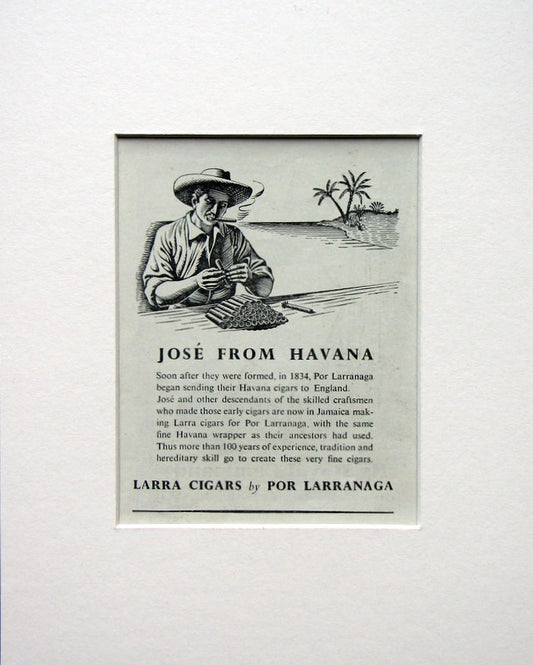 JOSÉ FROM HAVANA
Soon after they were formed, in 1834, Por Larranaga
began sending their Havana cigars to England.
José and other descendants of the skilled craftsmen
who made those early cigars are now in Jamaica mak-
ing Larra cigars for Por Larranaga, with the same
fine Havana wrapper as their ancestors had used.
Thus more than 100 years of experience, tradition and
hereditary skill go to create these very fine cigars.
LARRA CIGARS by POR LARRANAGA